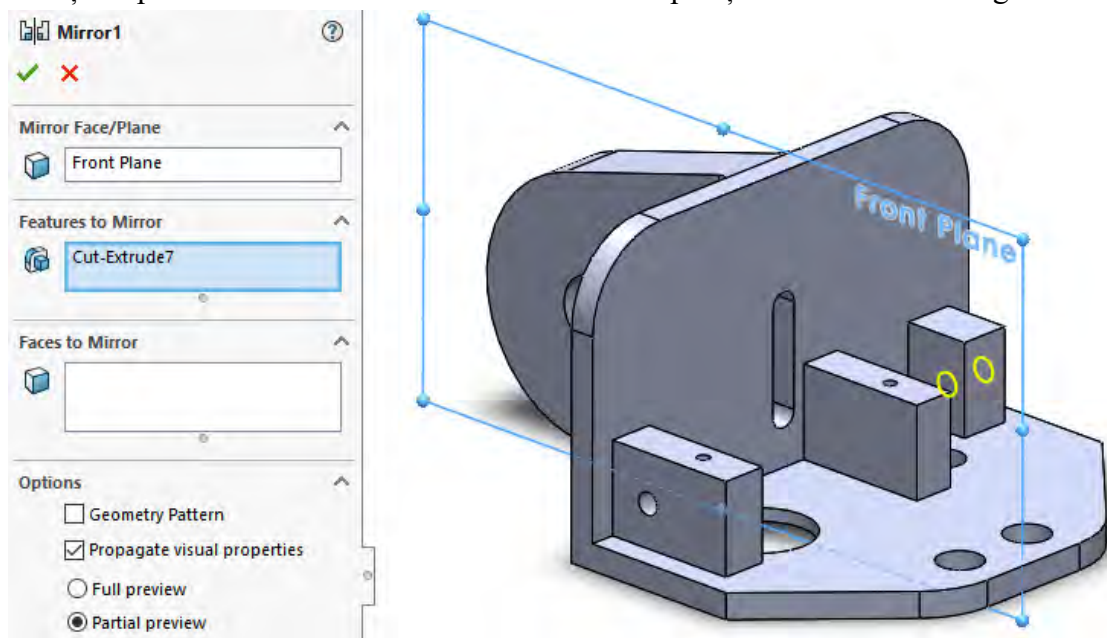 Mirror1
Mirror Face/Plane
Front Plane
Features to Mirror
Cut-Extrude7
Faces to Mirror
Options
Geometry Pattern
Propagate visual properties
Full preview
Partial preview
Front Plane